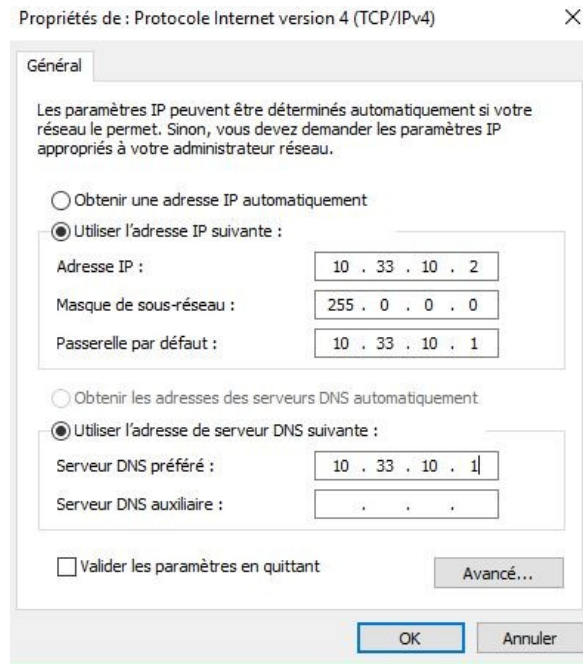 Propriétés de : Protocole Internet version 4 (TCP/IPv4)
Général
Les paramètres IP peuvent être déterminés automatiquement si votre
réseau le permet. Sinon, vous devez demander les paramètres IP
appropriés à votre administrateur réseau.
Obtenir une adresse IP automatiquement
Utiliser l'adresse IP suivante :
Adresse IP : 10 . 33 . 10 . 2
Masque de sous-réseau : 255 . 0 . 0 . 0
Passerelle par défaut : 10 . 33 . 10 . 1
Obtenir les adresses des serveurs DNS automatiquement
Utiliser l'adresse de serveur DNS suivante :
Serveur DNS préféré : 10 . 33 . 10 . 1
Serveur DNS auxiliaire : . . .
Valider les paramètres en quittant
Avancé...
OK Annuler